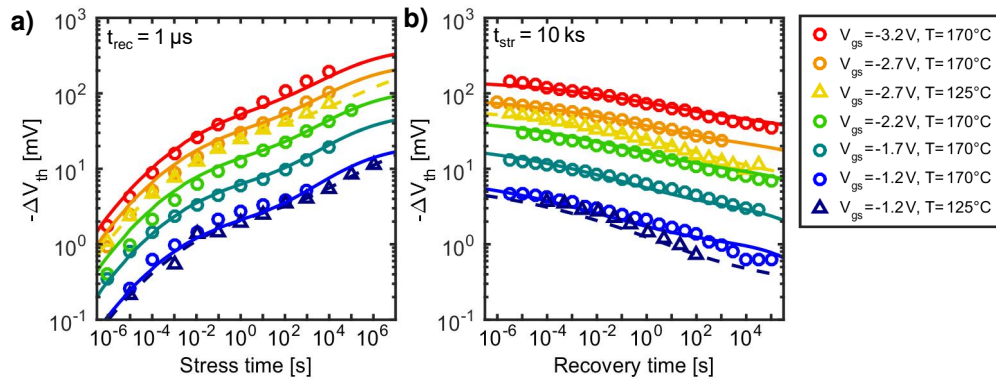 a)
t_rec = 1 µs
-ΔV_th [mV]
10^3
10^2
10^1
10^0
10^-1
10^-6 10^-4 10^-2 10^0 10^2 10^4 10^6
Stress time [s]
b)
t_str = 10 ks
-ΔV_th [mV]
10^3
10^2
10^1
10^0
10^-1
10^-6 10^-4 10^-2 10^0 10^2 10^4
Recovery time [s]
V_gs=-3.2V, T=170°C
V_gs=-2.7V, T=170°C
V_gs=-2.7V, T=125°C
V_gs=-2.2V, T=170°C
V_gs=-1.7V, T=170°C
V_gs=-1.2V, T=170°C
V_gs=-1.2V, T=125°C